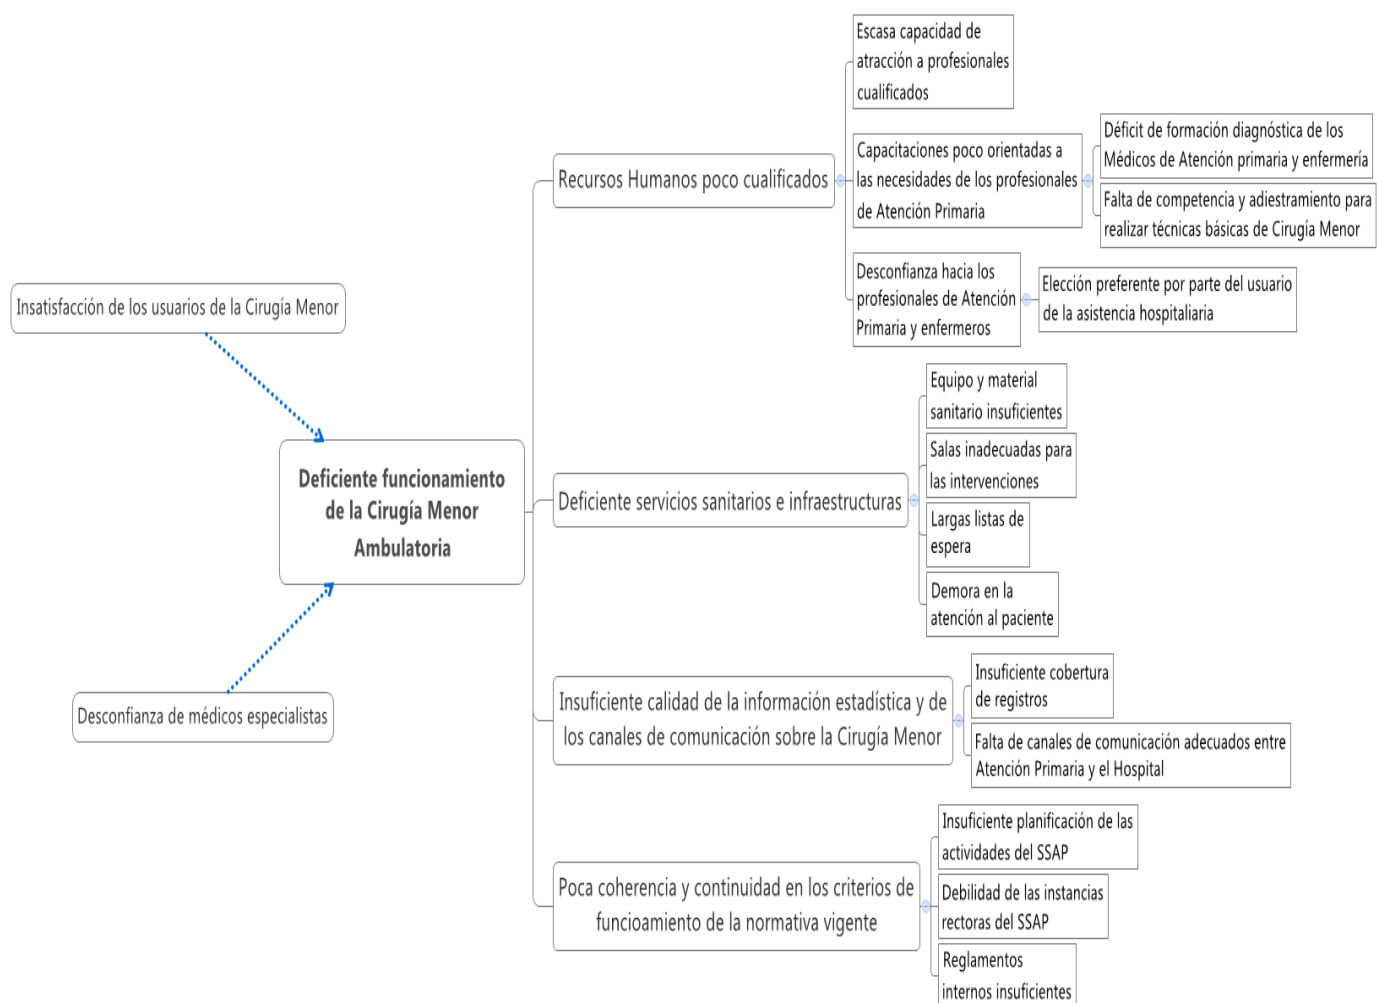 Escasa capacidad de
atracción a profesionales
cualificados
Recursos Humanos poco cualificados
Capacitaciones poco orientadas a
las necesidades de los profesionales
de Atención Primaria
Déficit de formación diagnóstica de los
Médicos de Atención primaria y enfermería
Falta de competencia y adiestramiento para
realizar técnicas básicas de Cirugía Menor
Desconfianza hacia los
profesionales de Atención
Primaria y enfermeros
Elección preferente por parte del usuario
de la asistencia hospitaliaria
Insatisfacción de los usuarios de la Cirugía Menor
Deficiente funcionamiento
de la Cirugía Menor
Ambulatoria
Desconfianza de médicos especialistas
Deficiente servicios sanitarios e infraestructuras
Equipo y material
sanitario insuficientes
Salas inadecuadas para
las intervenciones
Largas listas de
espera
Demora en la
atención al paciente
Insuficiente calidad de la información estadística y de
los canales de comunicación sobre la Cirugía Menor
Insuficiente cobertura
de registros
Falta de canales de comunicación adecuados entre
Atención Primaria y el Hospital
Poca coherencia y continuidad en los criterios de
funcioamiento de la normativa vigente
Insuficiente planificación de las
actividades del SSAP
Debilidad de las instancias
rectoras del SSAP
Reglamentos
internos insuficientes